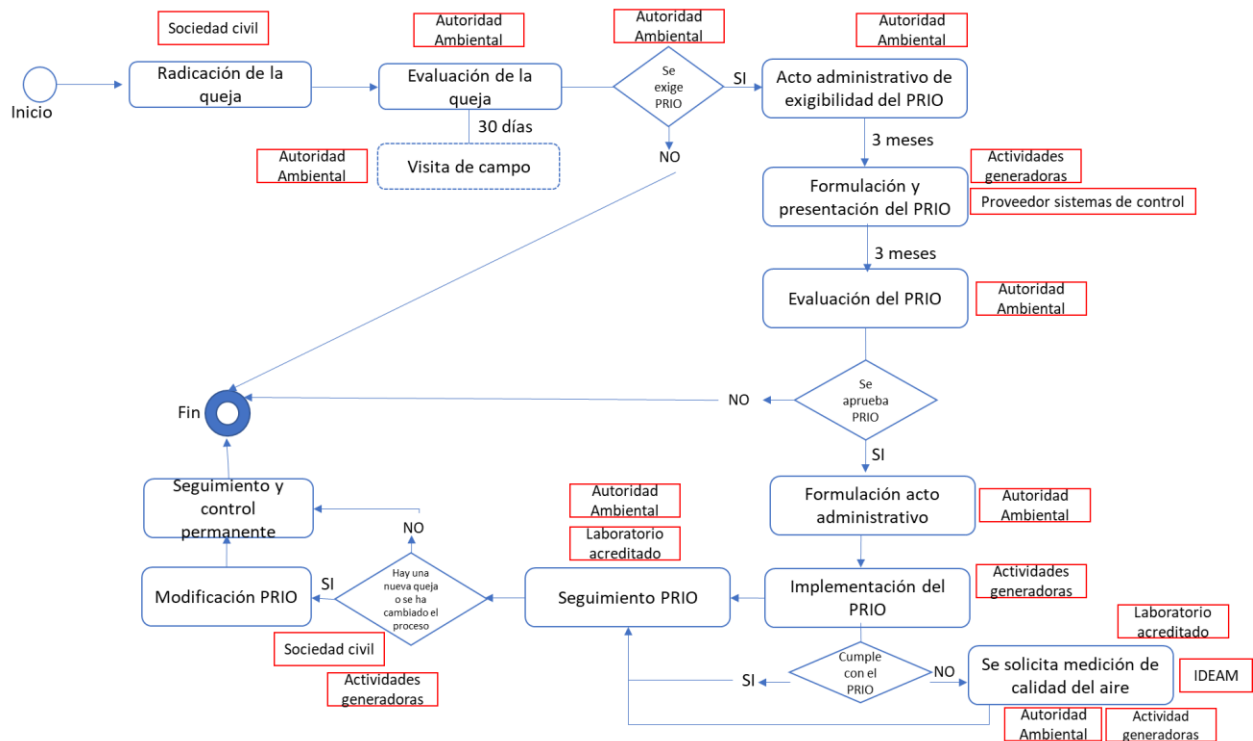 Sociedad civil
Autoridad
Ambiental
Autoridad
Ambiental
Autoridad
Ambiental
Inicio
Radicación de la
queja
Evaluación de la
queja
Se
exige
PRIO
SI
Acto administrativo de
exigibilidad del PRIO
30 días
NO
3 meses
Autoridad
Ambiental
Visita de campo
Formulación y
presentación del PRIO
Actividades
generadoras
Proveedor sistemas de control
3 meses
Evaluación del PRIO
Autoridad
Ambiental
Fin
NO
Se
aprueba
PRIO
SI
Seguimiento y
control
permanente
NO
Autoridad
Ambiental
Laboratorio
acreditado
Formulación acto
administrativo
Autoridad
Ambiental
Modificación PRIO
SI
Hay una
nueva queja
o se ha
cambiado el
proceso
Seguimiento PRIO
Implementación del
PRIO
Actividades
generadoras
Sociedad civil
Actividades
generadoras
SI
Cumple
con el
PRIO
NO
Laboratorio
acreditado
Se solicita medición de
calidad del aire
IDEAM
Autoridad
Ambiental
Actividad
generadoras